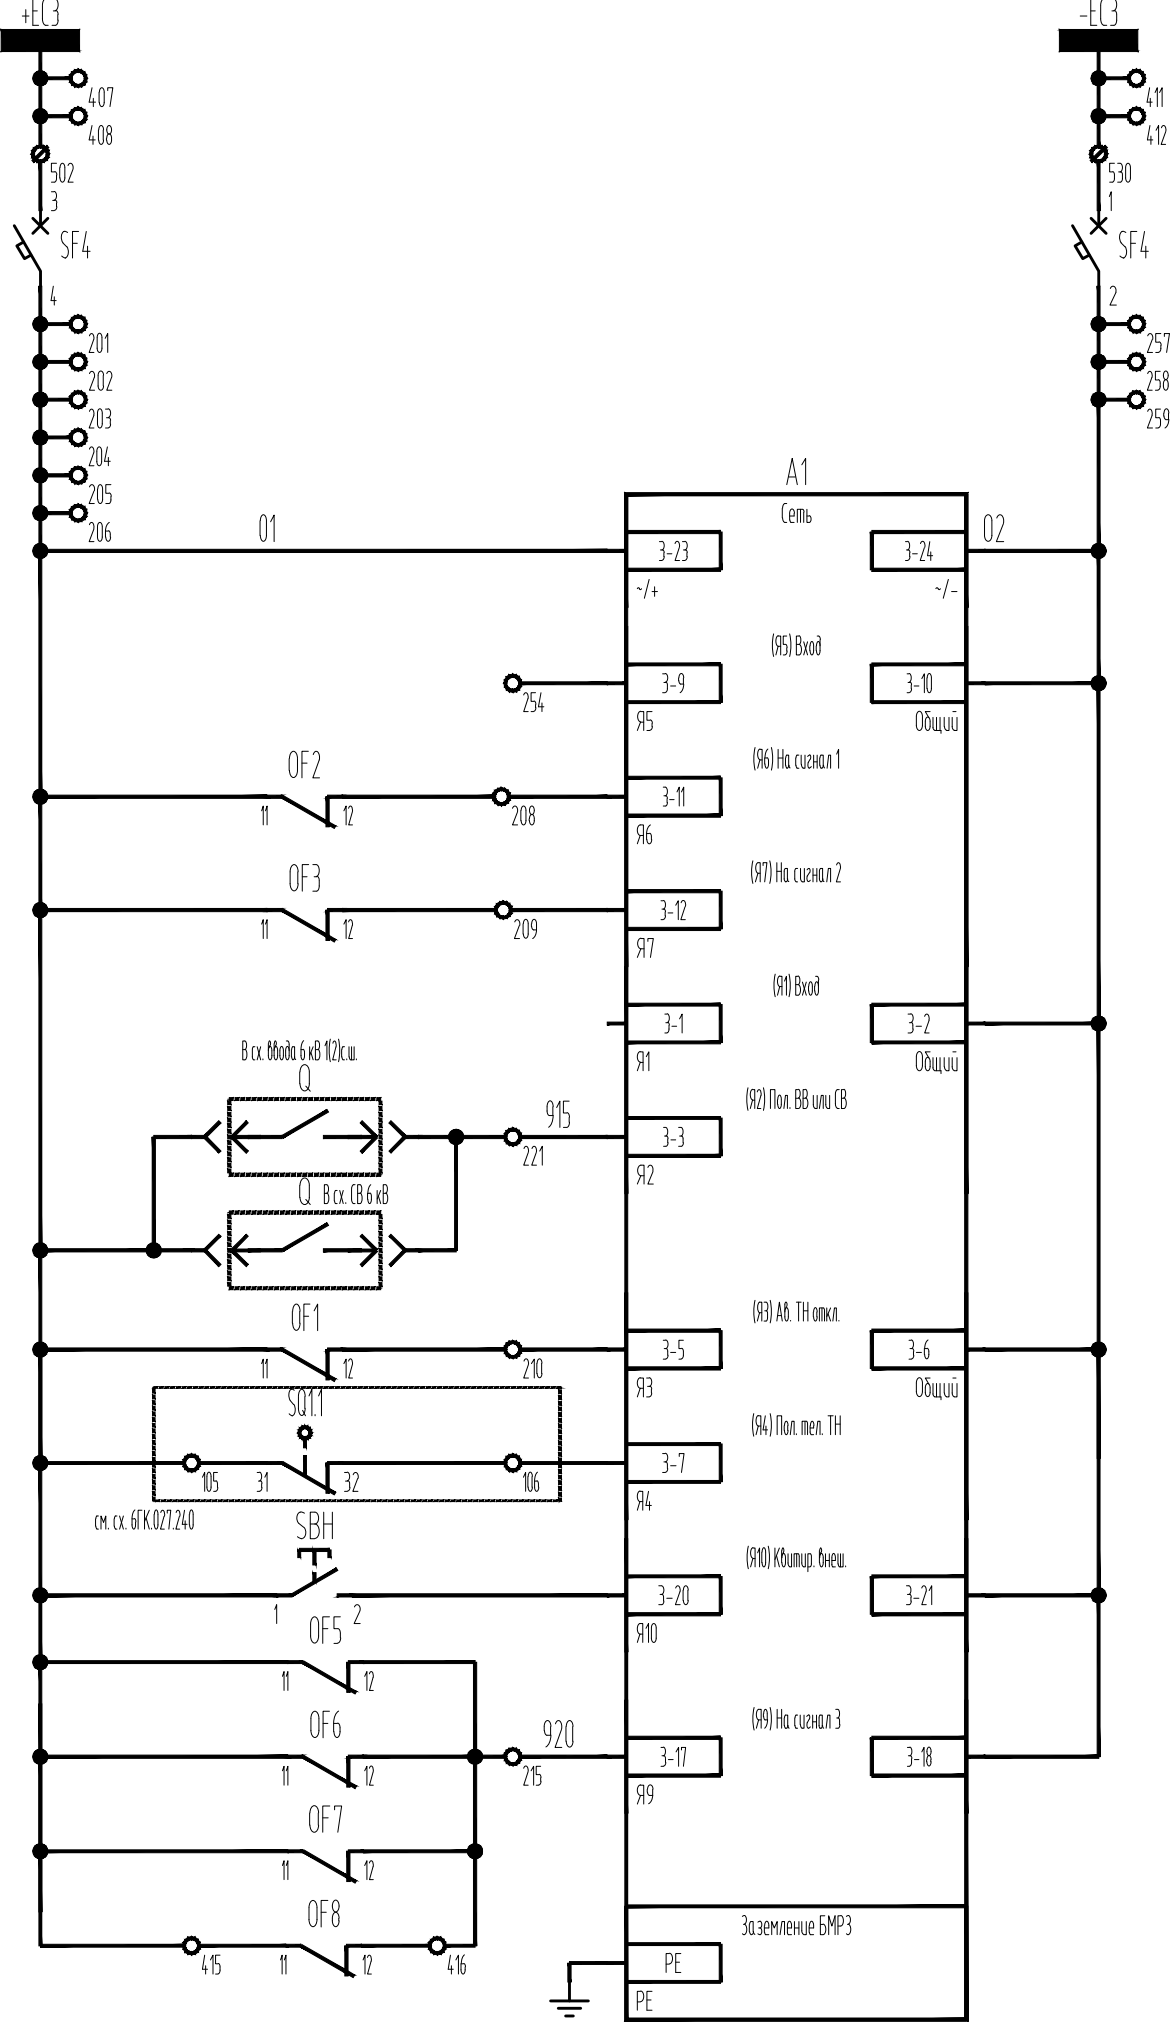 +ЕС3
-ЕС3
407
411
408
412
502
530
3
1
SF4
SF4
4
2
201
257
202
258
203
259
204
205
206
А1
Сеть
01
3-23
3-24
02
~/+
~/-
(Я5) Вход
254
3-9
3-10
Я5
Общий
(Я6) На сигнал 1
OF2
11
12
208
3-11
Я6
(Я7) На сигнал 2
OF3
11
12
209
3-12
Я7
(Я1) Вход
3-1
3-2
Я1
Общий
В сх. ввода 6 кВ 1(2)с.ш.
Q
(Я2) Пол. ВВ или СВ
915
221
3-3
Я2
Q В сх. СВ 6 кВ
(Я3) Ав. ТН откл.
OF1
11
12
210
3-5
3-6
Я3
Общий
SQ1.1
(Я4) Пол. тел. ТН
105
31
32
106
3-7
Я4
см. сх. 6ГК.027.240
SBH
(Я10) Квитир. внеш.
1
2
3-20
3-21
Я10
OF5
11
12
(Я9) На сигнал 3
OF6
920
11
12
215
3-17
3-18
Я9
OF7
11
12
OF8
415
11
12
416
Заземление БМРЗ
PE
PE